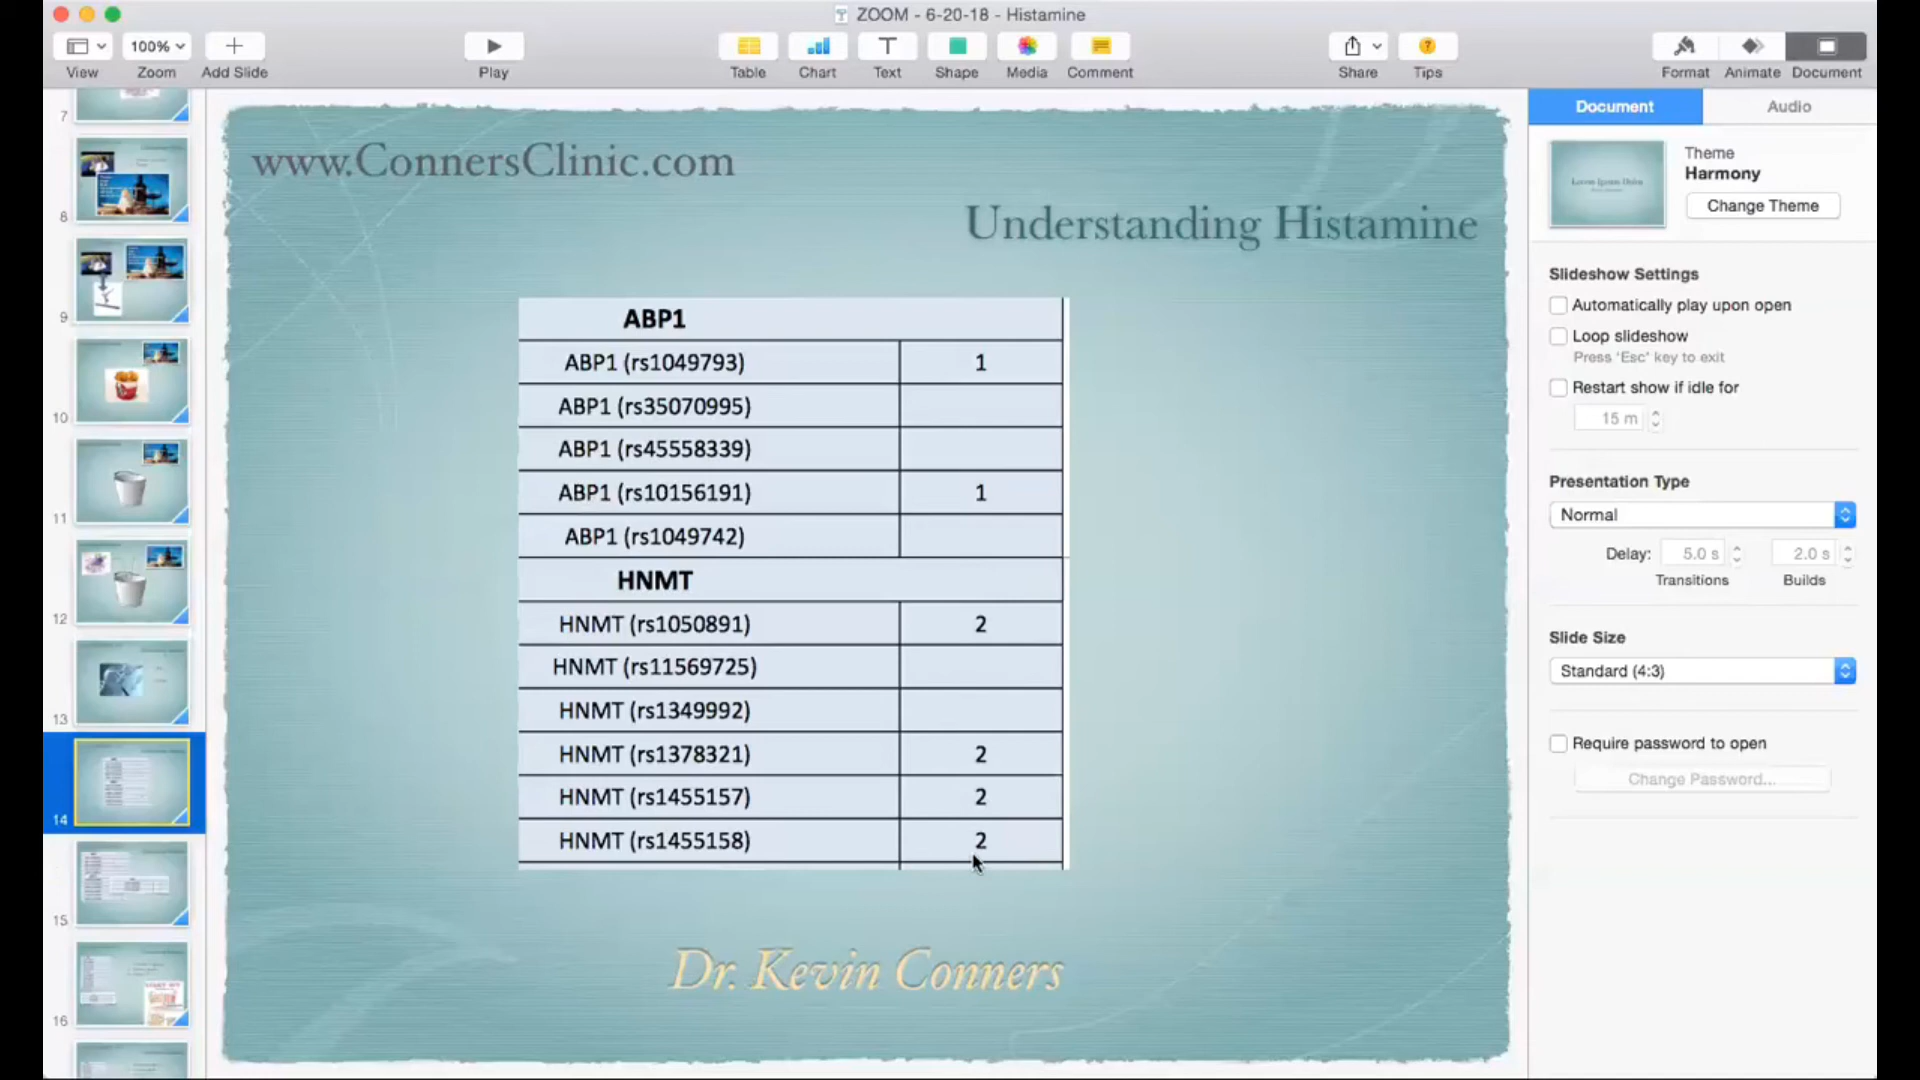 ZOOM - 6-20-18 - Histamine
100%
View
Zoom
Add Slide
Play
Table
Chart
Text
Shape
Media
Comment
Share
Tips
Format
Animate
Document
7
8
9
10
11
12
13
14
15
16
www.ConnersClinic.com
Understanding Histamine
ABP1
ABP1 (rs1049793) 1
ABP1 (rs35070995)
ABP1 (rs45558339)
ABP1 (rs10156191) 1
ABP1 (rs1049742)
HNMT
HNMT (rs1050891) 2
HNMT (rs11569725)
HNMT (rs1349992)
HNMT (rs1378321) 2
HNMT (rs1455157) 2
HNMT (rs1455158) 2
Dr. Kevin Conners
Document
Audio
Theme
Harmony
Change Theme
Slideshow Settings
Automatically play upon open
Loop slideshow
Press 'Esc' key to exit
Restart show if idle for
15 m
Presentation Type
Normal
Delay: 5.0 s 2.0 s
Transitions Builds
Slide Size
Standard (4:3)
Require password to open
Change Password...